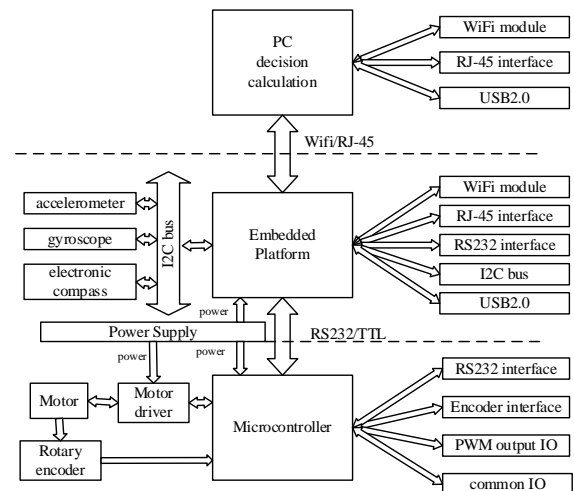 PC
decision
calculation
WiFi module
RJ-45 interface
USB2.0
Wifi/RJ-45
accelerometer
gyroscope
electronic
compass
I2C bus
Embedded
Platform
WiFi module
RJ-45 interface
RS232 interface
I2C bus
USB2.0
power
Power Supply
RS232/TTL
power
power
Motor
Motor
driver
Rotary
encoder
Microcontroller
RS232 interface
Encoder interface
PWM output IO
common IO